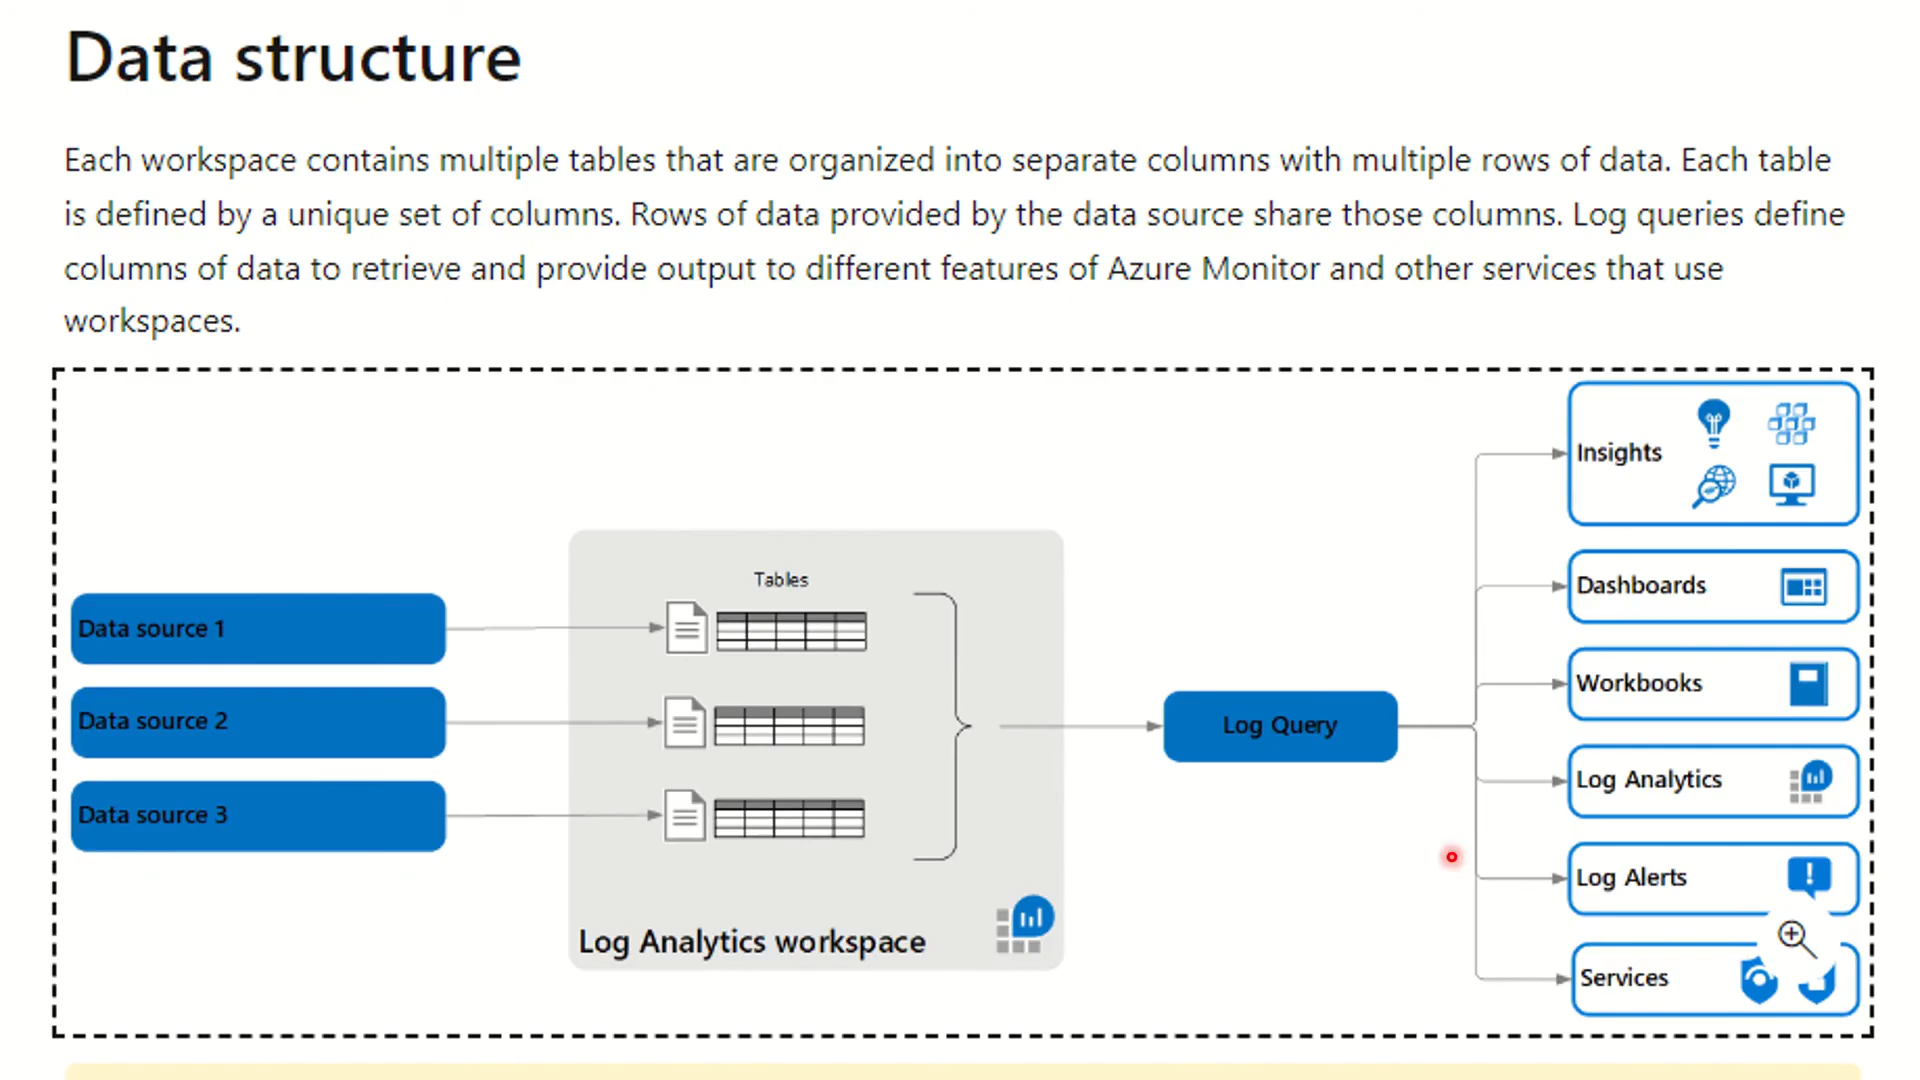 Data structure
Each workspace contains multiple tables that are organized into separate columns with multiple rows of data. Each table
is defined by a unique set of columns. Rows of data provided by the data source share those columns. Log queries define
columns of data to retrieve and provide output to different features of Azure Monitor and other services that use
workspaces.
Data source 1
Data source 2
Data source 3
Tables
Log Analytics workspace
Log Query
Insights
Dashboards
Workbooks
Log Analytics
Log Alerts
Services